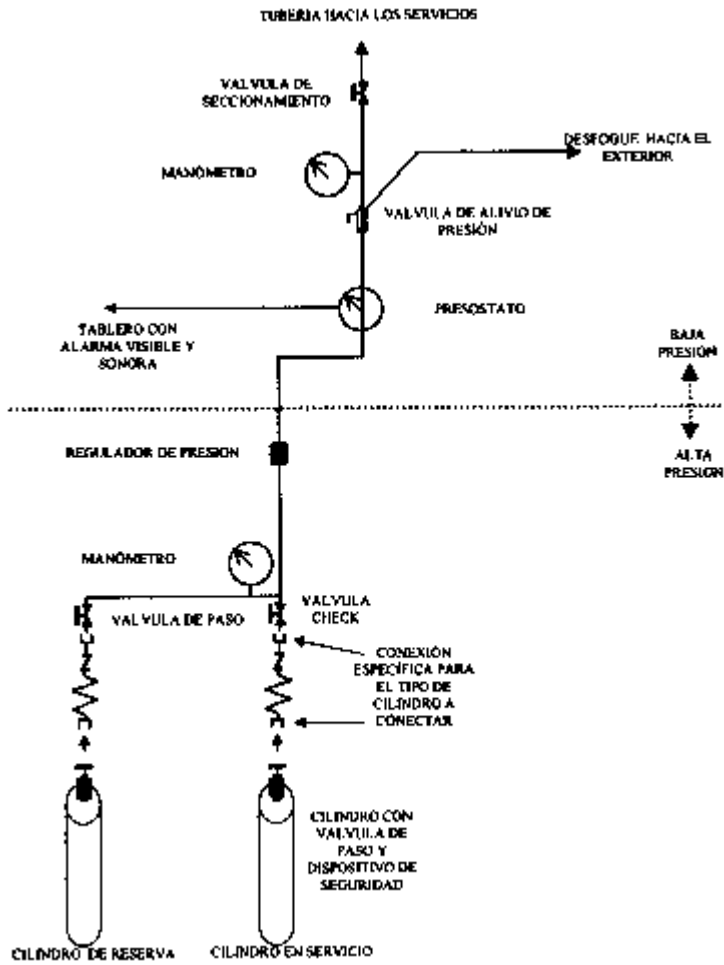 TUBERIA HACIA LOS SERVICIOS
VALVULA DE
SECCIONAMIENTO
DESFOGUE HACIA EL
EXTERIOR
MANÓMETRO
VALVULA DE ALIVIO DE
PRESIÓN
PRESOSTATO
TABLERO CON
ALARMA VISIBLE Y
SONORA
BAJA
PRESIÓN
REGULADOR DE PRESION
ALTA
PRESIÓN
MANÓMETRO
VALVULA DE PASO
VALVULA
CHECK
CONEXIÓN
ESPECÍFICA PARA
EL TIPO DE
CILINDRO A
CONECTAR
CILINDRO CON
VALVULA DE
PASO Y
DISPOSITIVO DE
SEGURIDAD
CILINDRO DE RESERVA
CILINDRO EN SERVICIO